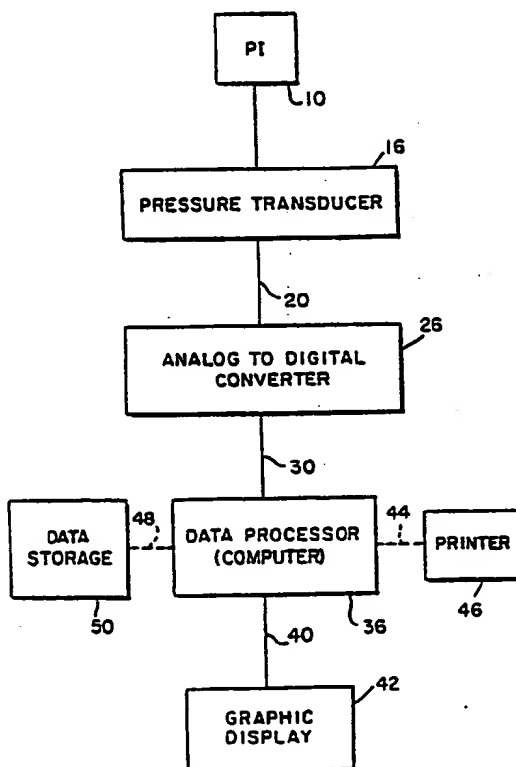 PI
10
16
PRESSURE TRANSDUCER
20
26
ANALOG TO DIGITAL
CONVERTER
30
DATA
STORAGE
50
48
DATA PROCESSOR
(COMPUTER)
36
44
PRINTER
46
40
42
GRAPHIC
DISPLAY